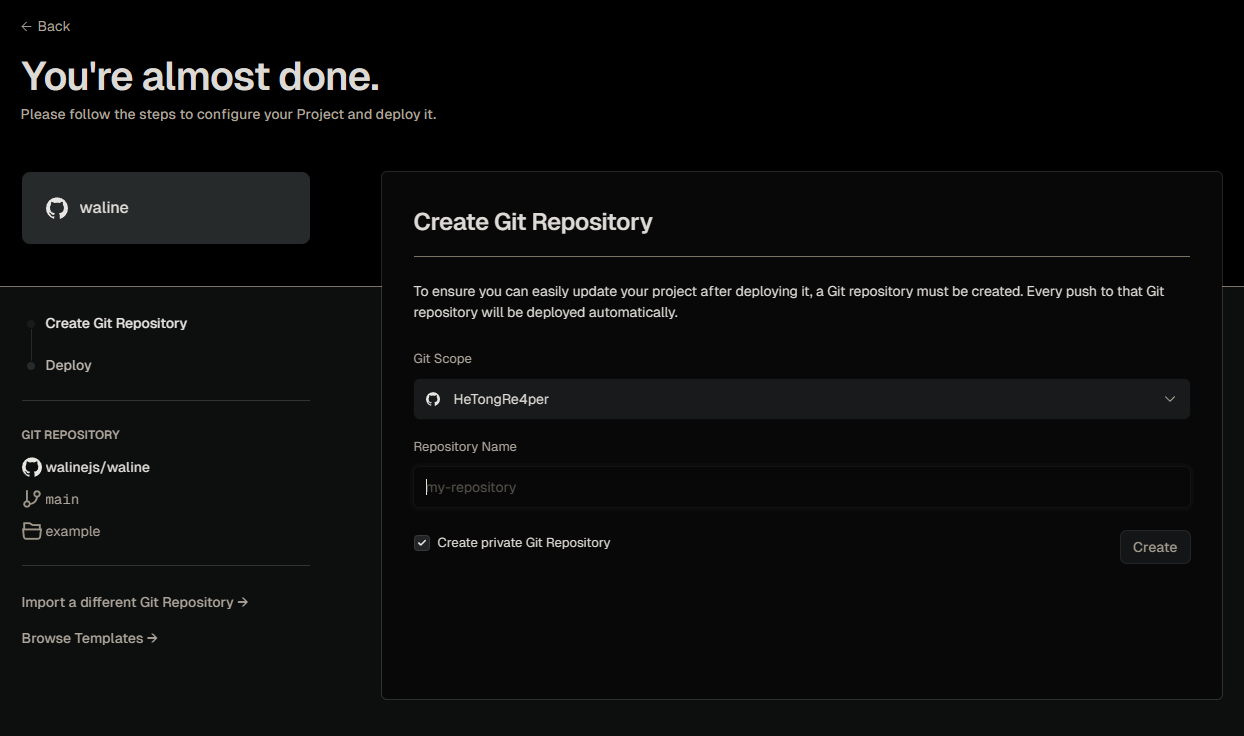 ← Back
You're almost done.
Please follow the steps to configure your Project and deploy it.
waline
Create Git Repository
Deploy
GIT REPOSITORY
walinejs/waline
main
example
Import a different Git Repository →
Browse Templates →
Create Git Repository
To ensure you can easily update your project after deploying it, a Git repository must be created. Every push to that Git
repository will be deployed automatically.
Git Scope
HeTongRe4per
Repository Name
my-repository
Create private Git Repository
Create